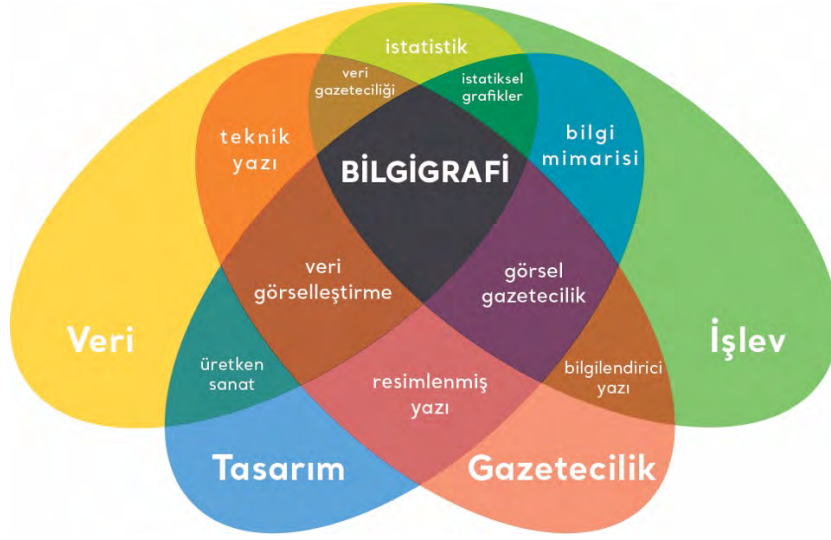 istatistik
veri
gazeteciliği
istatiksel
grafikler
teknik
yazı
bilgi
mimarisi
BİLGİGRAFİ
veri
görselleştirme
görsel
gazetecilik
Veri
İşlev
üretken
sanat
resimlenmiş
yazı
bilgilendirici
yazı
Tasarım
Gazetecilik